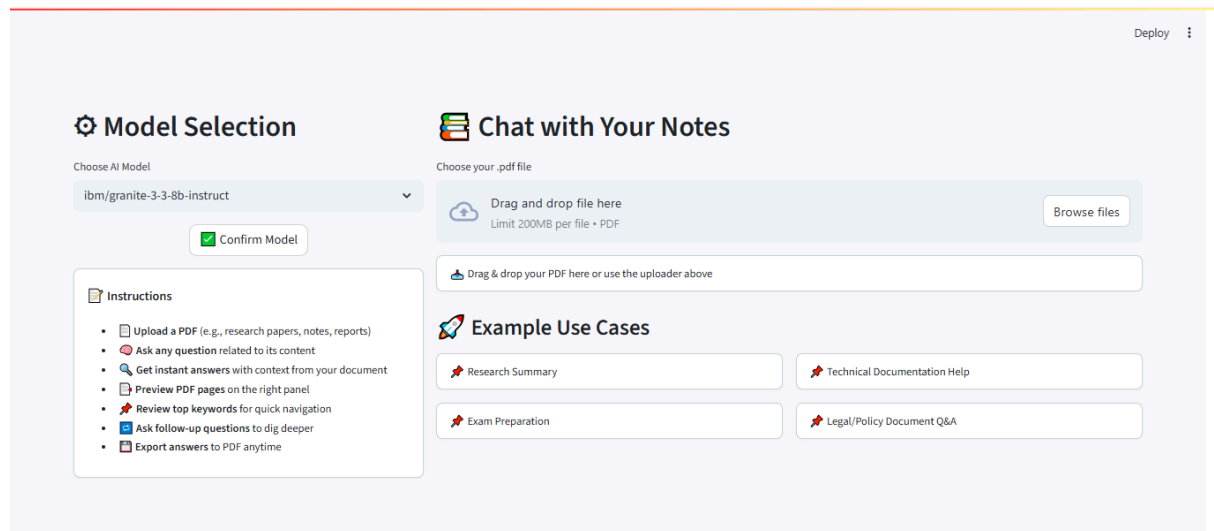 Deploy
Model Selection
Choose AI Model
ibm/granite-3-3-8b-instruct
Confirm Model
Instructions
Upload a PDF (e.g., research papers, notes, reports)
Ask any question related to its content
Get instant answers with context from your document
Preview PDF pages on the right panel
Review top keywords for quick navigation
Ask follow-up questions to dig deeper
Export answers to PDF anytime
Chat with Your Notes
Choose your .pdf file
Drag and drop file here
Limit 200MB per file • PDF
Browse files
Drag & drop your PDF here or use the uploader above
Example Use Cases
Research Summary
Technical Documentation Help
Exam Preparation
Legal/Policy Document Q&A